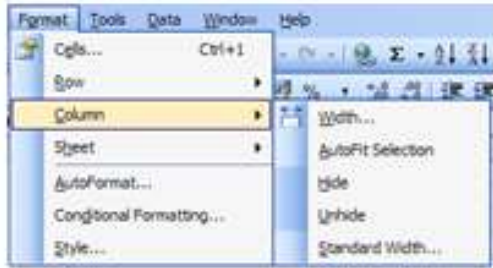 Format Tools Data Window Help
Cells... Ctrl+1
Row
Column
Sheet
AutoFormat...
Conditional Formatting...
Style...
Width...
AutoFit Selection
Hide
Unhide
Standard Width...